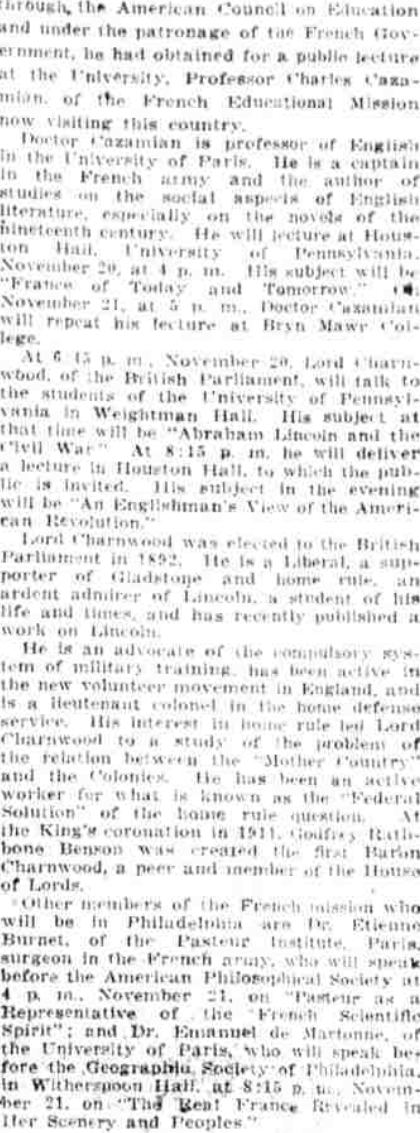 through, the American Council on Education
and under the patronage of the French Gov-
ernment, he had obtained for a public lecture
at the University, Professor Charles Caza-
mian, of the French Educational Mission
now visiting this country.
Doctor Cazamian is professor of English
in the University of Paris. He is a captain
in the French army and the author of
studies on the social aspects of English
literature, especially on the novels of the
nineteenth century. He will lecture at Hous-
ton Hall, University of Pennsylvania,
November 20, at 4 p. m. His subject will be
"France of Today and Tomorrow."
November 21, at 5 p. m., Doctor Cazamian
will repeat his lecture at Bryn Mawr Col-
lege.
At 6:45 p. m., November 20, Lord Charn-
wood, of the British Parliament, will talk to
the students of the University of Pennsyl-
vania in Weightman Hall. His subject at
that time will be "Abraham Lincoln and the
Civil War" At 8:15 p. m. he will deliver
a lecture in Houston Hall, to which the pub-
lic is invited. His subject in the evening
will be "An Englishman's View of the Ameri-
can Revolution."
Lord Charnwood was elected to the British
Parliament in 1892. He is a Liberal, a sup-
porter of Gladstone and home rule, an
ardent admirer of Lincoln, a student of his
life and times, and has recently published a
work on Lincoln.
He is an advocate of the compulsory sys-
tem of military training, has been active in
the new volunteer movement in England, and
is a lieutenant colonel in the home defense
service. His interest in home rule led Lord
Charnwood to a study of the problem of
the relation between the "Mother Country"
and the Colonies. He has been an active
worker for what is known as the "Federal
Solution" of the home rule question. At
the King's coronation in 1911, Godfrey Rath-
bone Benson was created the first Baron
Charnwood, a peer and member of the House
of Lords.
Other members of the French mission who
will be in Philadelphia are Dr. Etienne
Burnet, of the Pasteur Institute, Paris,
surgeon in the French army, who will speak
before the American Philosophical Society at
4 p. m., November 21, on "Pasteur as a
Representative of the French Scientific
Spirit"; and Dr. Emanuel de Martonne, of
the University of Paris, who will speak be-
fore the Geographic Society of Philadelphia,
in Witherspoon Hall, at 8:15 p. m., Novem-
ber 21, on "The Real France Revealed in
Her Scenery and Peoples"